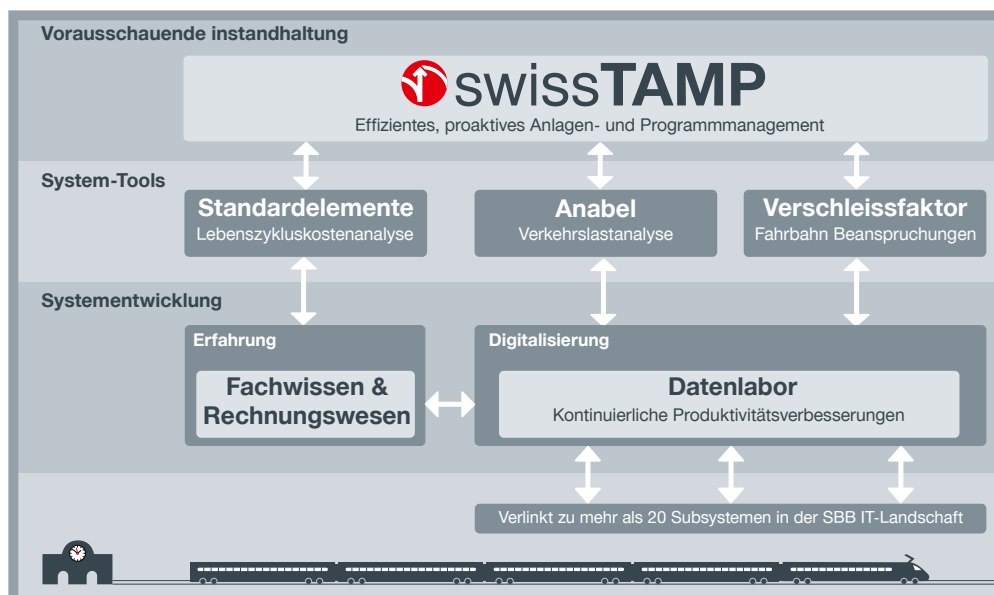 Vorausschauende instandhaltung
swissTAMP
Effizientes, proaktives Anlagen- und Programmmanagement
System-Tools
Standardelemente
Lebenszykluskostenanalyse
Anabel
Verkehrslastanalyse
Verschleissfaktor
Fahrbahn Beanspruchungen
Systementwicklung
Erfahrung
Fachwissen &
Rechnungswesen
Digitalisierung
Datenlabor
Kontinuierliche Produktivitätsverbesserungen
Verlinkt zu mehr als 20 Subsystemen in der SBB IT-Landschaft